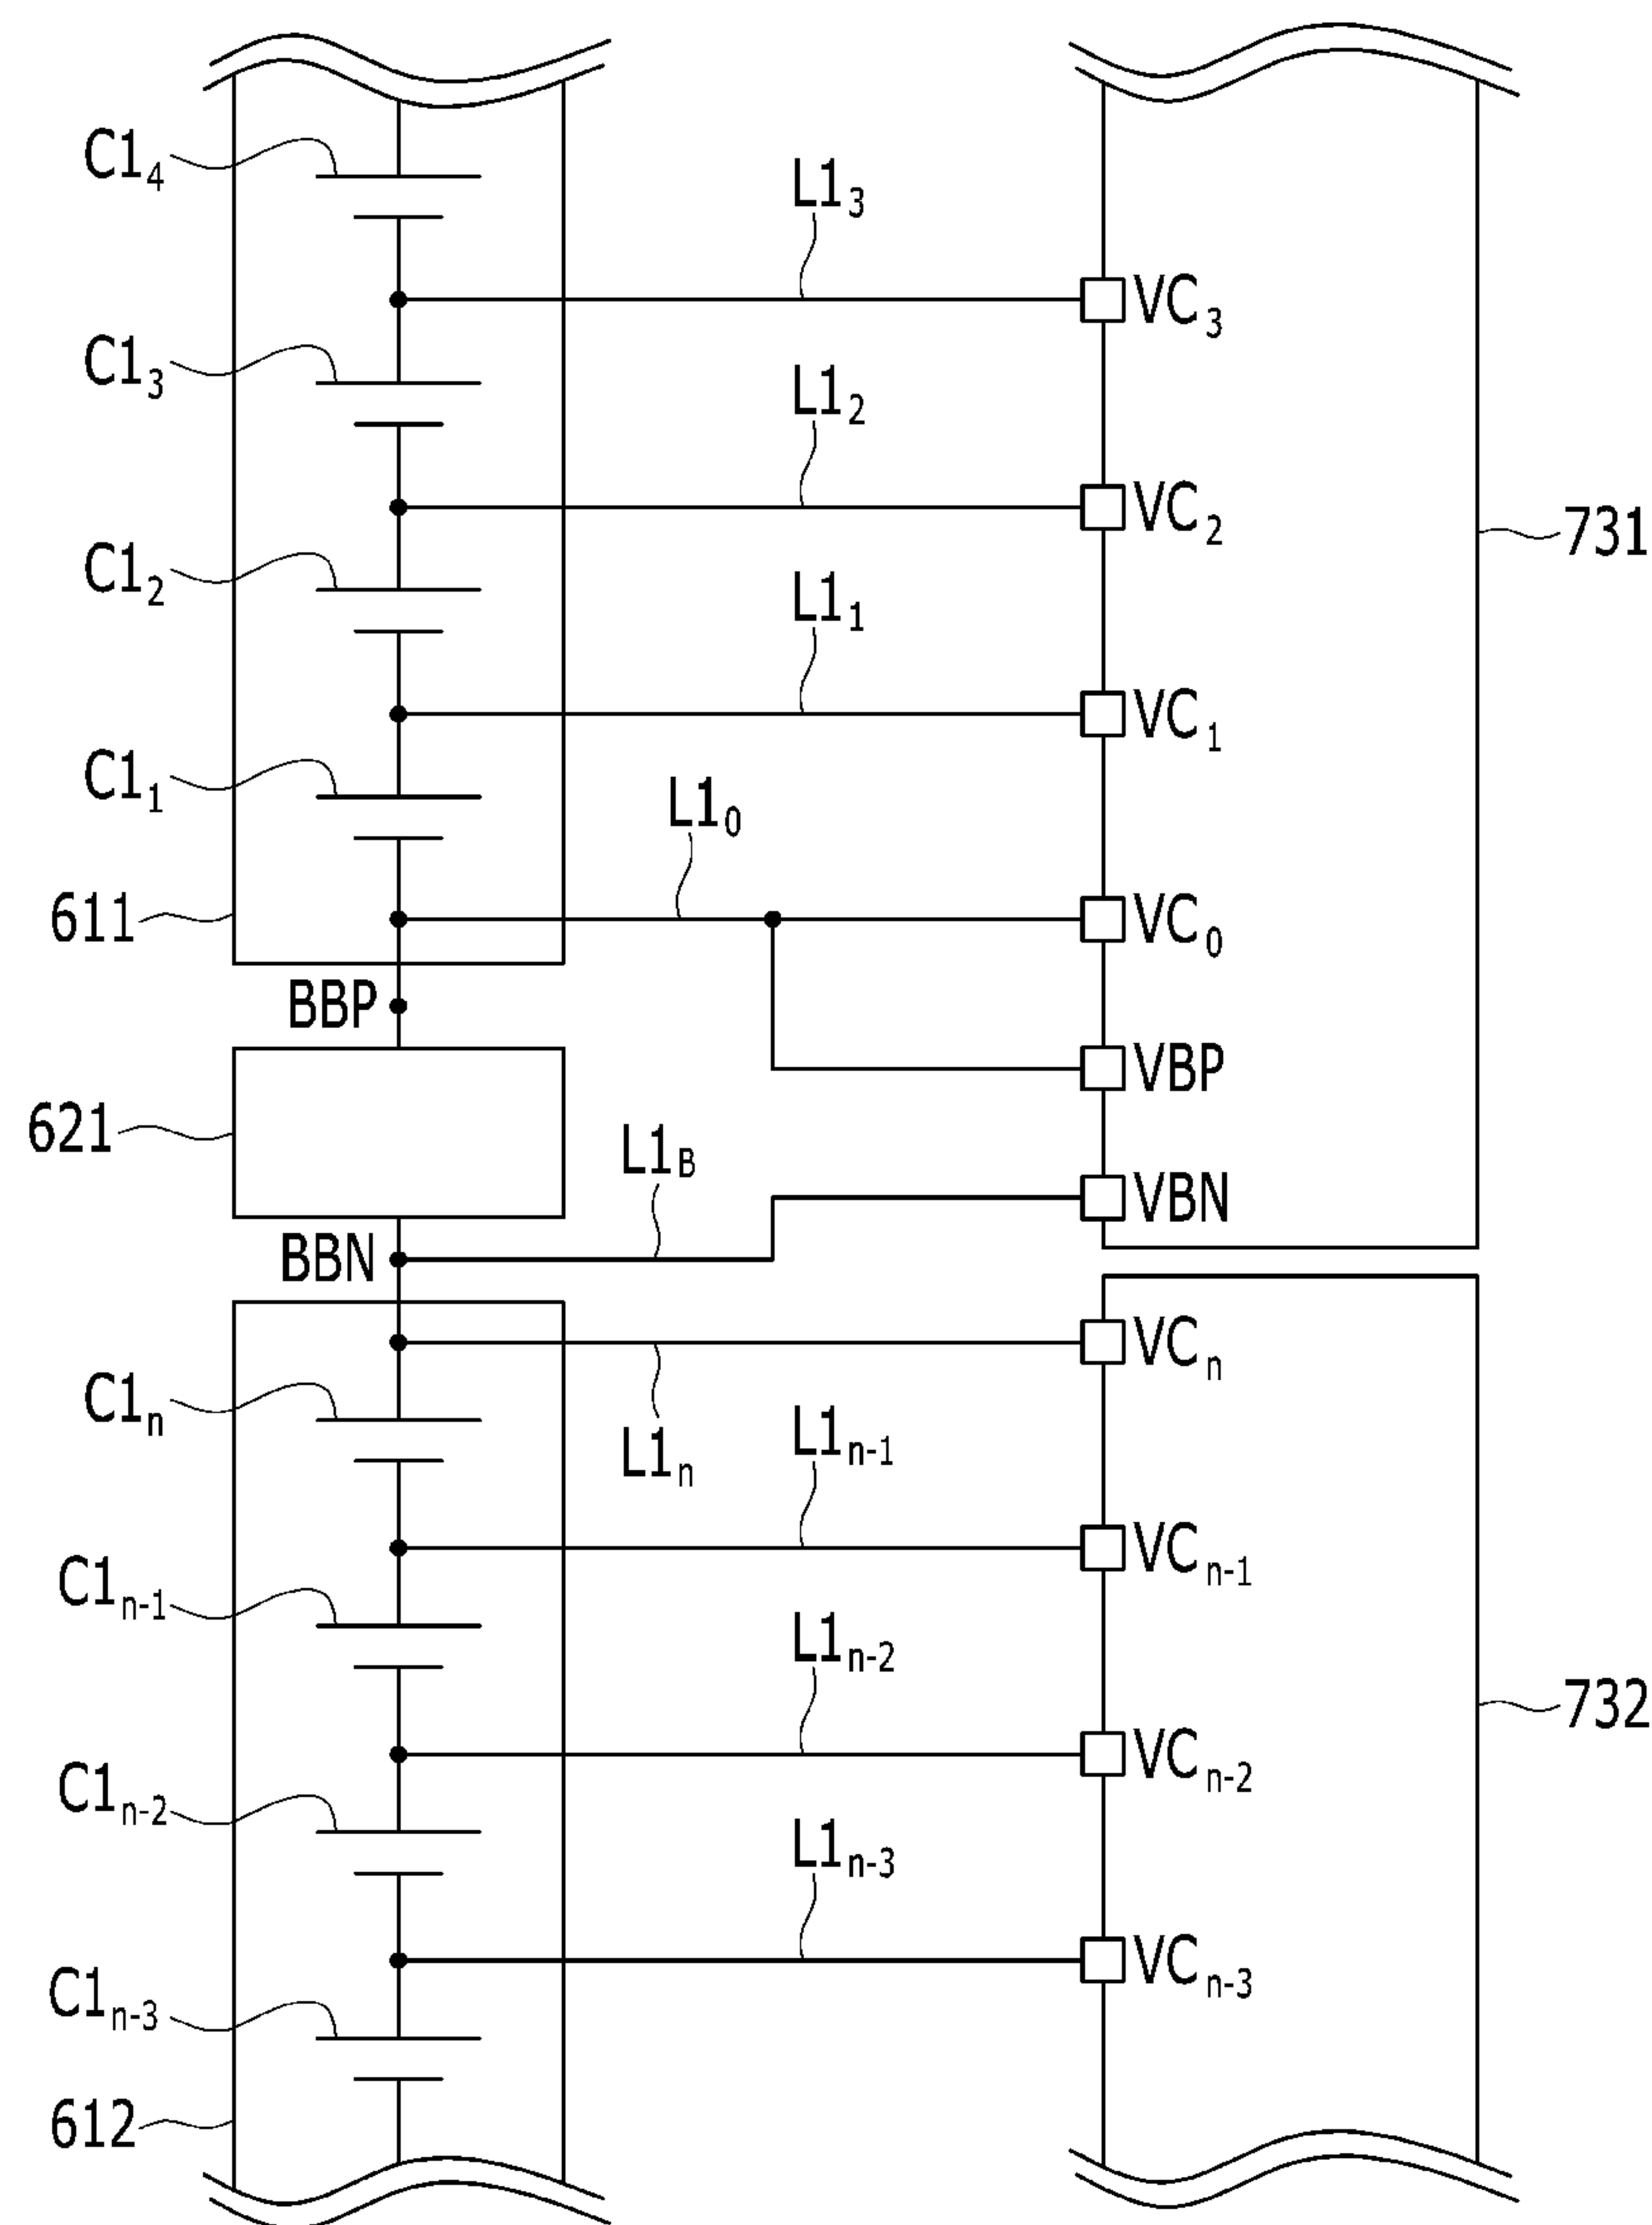 C1₄
L1₃
VC₃
C1₃
L1₂
VC₂
731
C1₂
L1₁
VC₁
C1₁
L1₀
611
VC₀
BBP
VBP
621
L1B
VBN
BBN
VCn
C1n
L1n
L1n-1
VCn-1
C1n-1
L1n-2
732
VCn-2
C1n-2
L1n-3
VCn-3
C1n-3
612